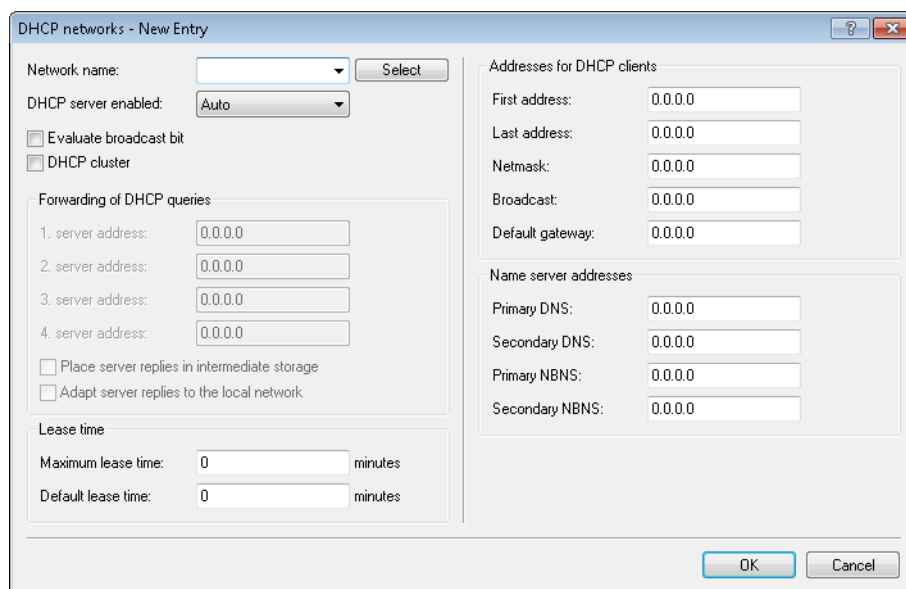 DHCP networks - New Entry
Network name:
Select
DHCP server enabled:
Auto
Evaluate broadcast bit
DHCP cluster
Forwarding of DHCP queries
1. server address:
0.0.0.0
2. server address:
0.0.0.0
3. server address:
0.0.0.0
4. server address:
0.0.0.0
Place server replies in intermediate storage
Adapt server replies to the local network
Lease time
Maximum lease time:
0
minutes
Default lease time:
0
minutes
Addresses for DHCP clients
First address:
0.0.0.0
Last address:
0.0.0.0
Netmask:
0.0.0.0
Broadcast:
0.0.0.0
Default gateway:
0.0.0.0
Name server addresses
Primary DNS:
0.0.0.0
Secondary DNS:
0.0.0.0
Primary NBNS:
0.0.0.0
Secondary NBNS:
0.0.0.0
OK
Cancel